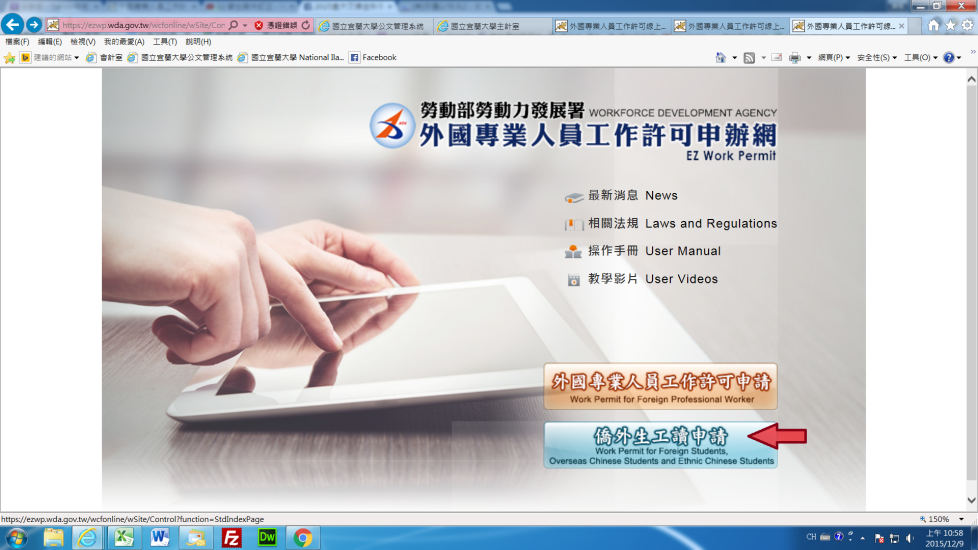 https://ezwp.wda.gov.tw/wcfonline/wSite/Con
憑證錯誤
國立宜蘭大學公文管理系統
國立宜蘭大學主計室
外國專業人員工作許可線上...
外國專業人員工作許可線上...
外國專業人員工作許可線...
檔案(F) 編輯(E) 檢視(V) 我的最愛(A) 工具(T) 說明(H)
建議的網站 會計室 國立宜蘭大學公文管理系統 國立宜蘭大學 National Ila... Facebook
網頁(P) 安全性(S) 工具(O)
勞動部勞動力發展署 WORKFORCE DEVELOPMENT AGENCY
外國專業人員工作許可申辦網
EZ Work Permit
最新消息 News
相關法規 Laws and Regulations
操作手冊 User Manual
教學影片 User Videos
外國專業人員工作許可申請
Work Permit for Foreign Professional Worker
僑外生工讀申請
Work Permit for Foreign Students,
Overseas Chinese Students and Ethnic Chinese Students
https://ezwp.wda.gov.tw/wcfonline/wSite/Control?function=StdIndexPage
150%
CH
上午 10:58
2015/12/9